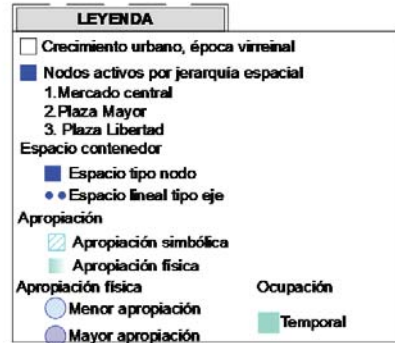 LEYENDA
Crecimiento urbano, época virreinal
Nodos activos por jerarquía espacial
1.Mercado central
2.Plaza Mayor
3. Plaza Libertad
Espacio contenedor
Espacio tipo nodo
Espacio lineal tipo eje
Apropiación
Apropiación simbólica
Apropiación física
Apropiación física Ocupación
Menor apropiación
Temporal
Mayor apropiación